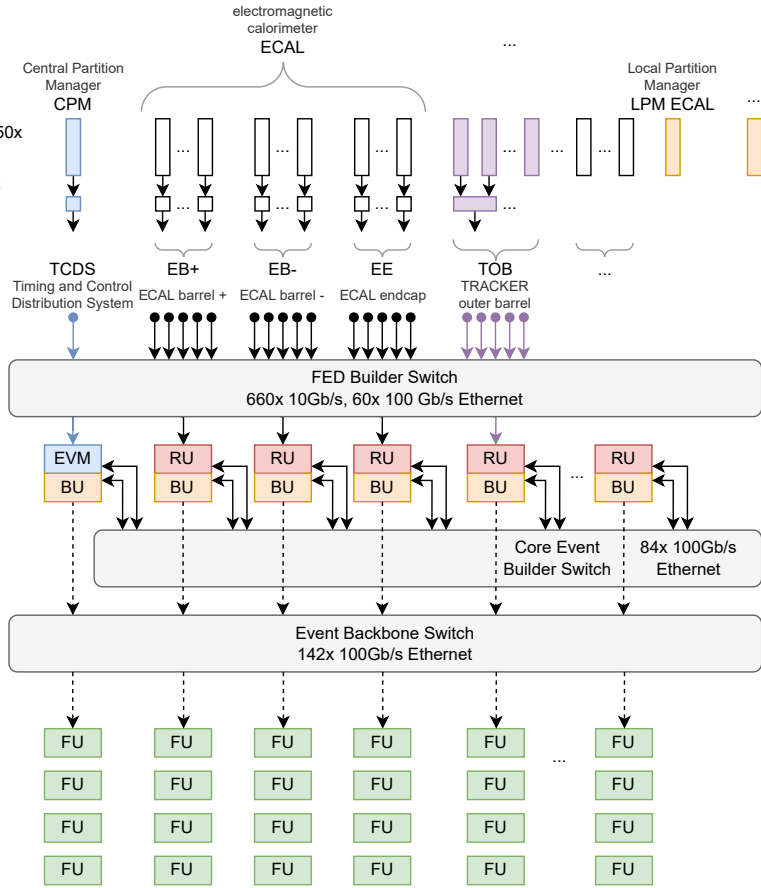 electromagnetic
calorimeter
ECAL
...
Central Partition
Manager
CPM
Local Partition
Manager
LPM ECAL
...
50x
... ... ... ... ... ...
... ... ... ...
TCDS
Timing and Control
Distribution System
EB+
ECAL barrel +
EB-
ECAL barrel -
EE
ECAL endcap
TOB
TRACKER
outer barrel
...
FED Builder Switch
660x 10Gb/s, 60x 100 Gb/s Ethernet
EVM RU RU RU RU RU
BU BU BU BU BU ... BU
Core Event
Builder Switch
84x 100Gb/s
Ethernet
Event Backbone Switch
142x 100Gb/s Ethernet
FU FU FU FU FU ... FU
FU FU FU FU FU FU
FU FU FU FU FU FU
FU FU FU FU FU FU